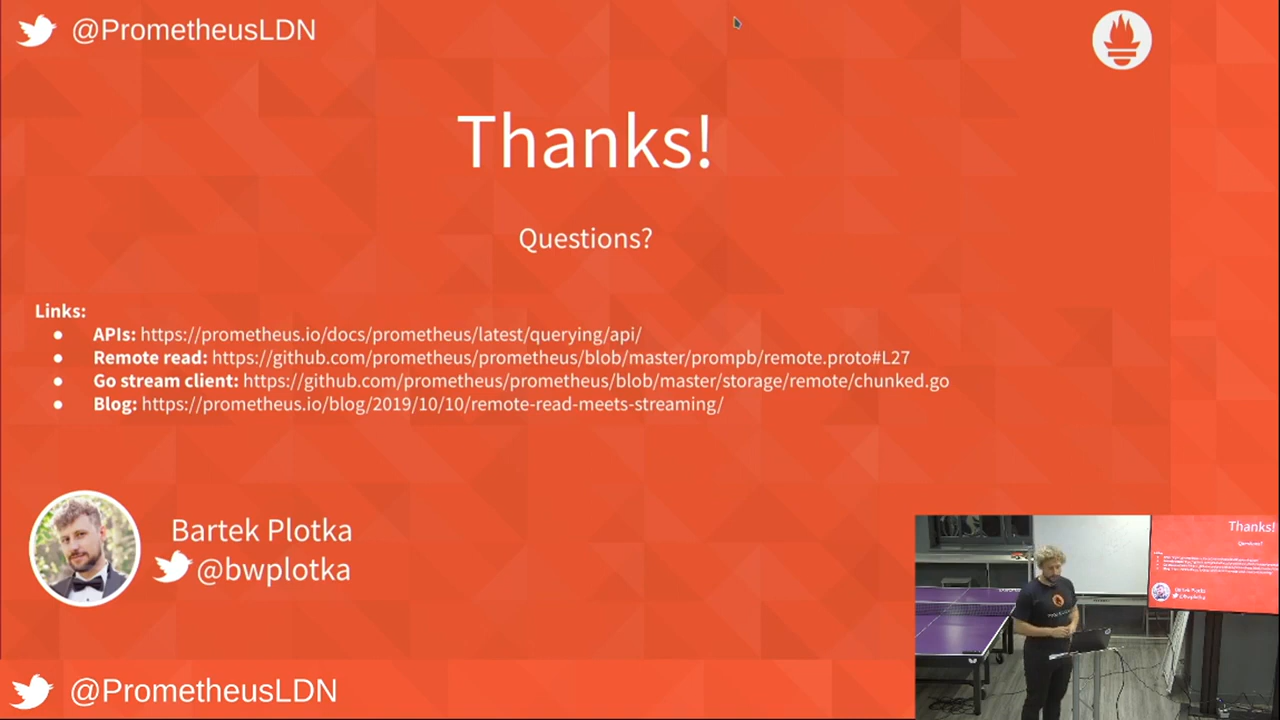 @PrometheusLDN
Thanks!
Questions?
Links:
● APIs: https://prometheus.io/docs/prometheus/latest/querying/api/
● Remote read: https://github.com/prometheus/prometheus/blob/master/prompb/remote.proto#L27
● Go stream client: https://github.com/prometheus/prometheus/blob/master/storage/remote/chunked.go
● Blog: https://prometheus.io/blog/2019/10/10/remote-read-meets-streaming/
Bartek Plotka
@bwplotka
@PrometheusLDN
Thanks!
Questions?